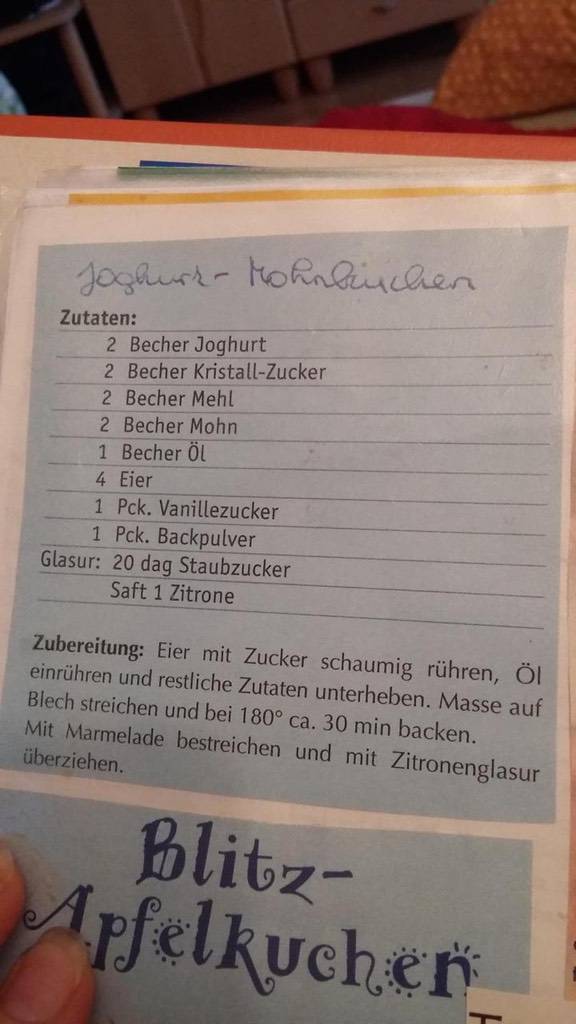 Joghurt - Mohnkuchen
Zutaten:
2 Becher Joghurt
2 Becher Kristall-Zucker
2 Becher Mehl
2 Becher Mohn
1 Becher Öl
4 Eier
1 Pck. Vanillezucker
1 Pck. Backpulver
Glasur: 20 dag Staubzucker
Saft 1 Zitrone
Zubereitung: Eier mit Zucker schaumig rühren, Öl
einrühren und restliche Zutaten unterheben. Masse auf
Blech streichen und bei 180° ca. 30 min backen.
Mit Marmelade bestreichen und mit Zitronenglasur
überziehen.
Blitz-
Apfelkuchen